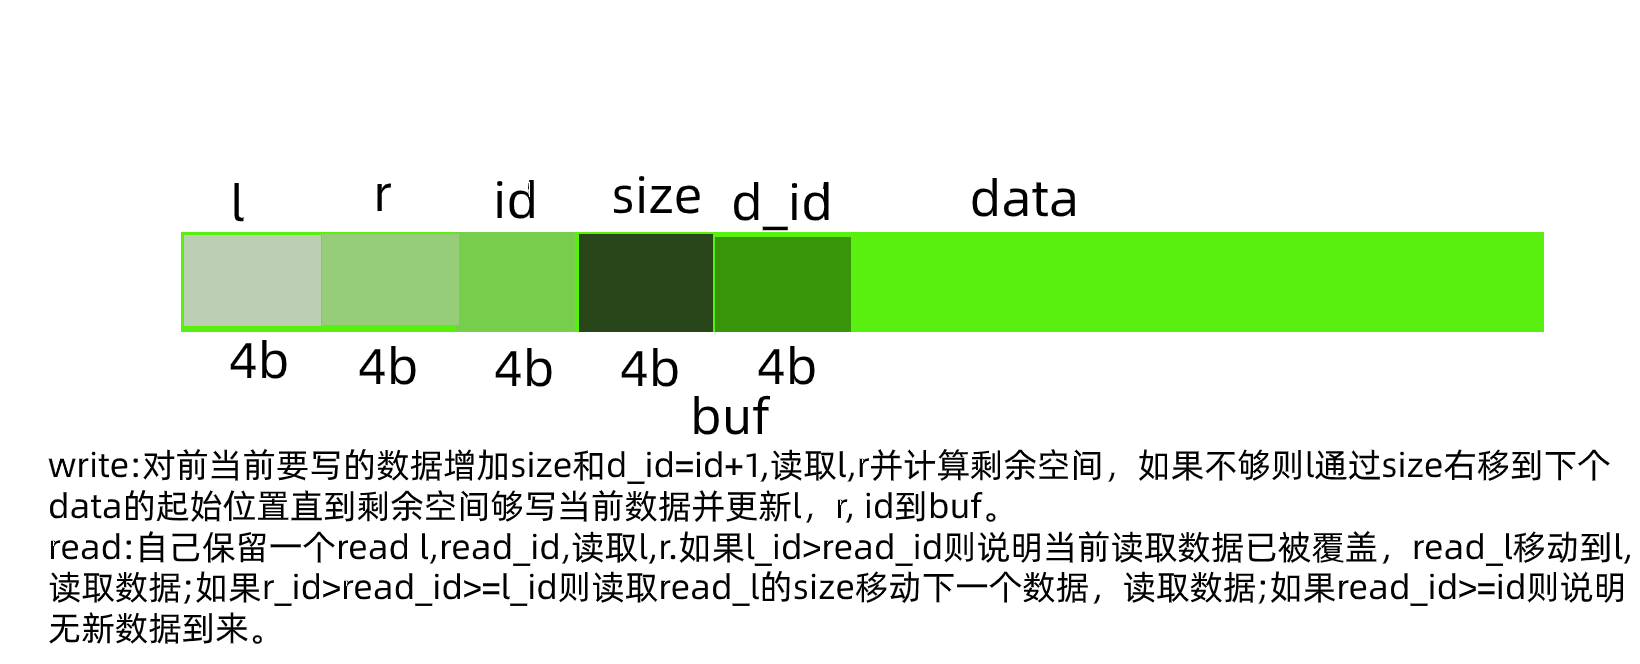 l r id size d_id data
4b 4b 4b 4b 4b
buf
write:对前当前要写的数据增加size和d_id=id+1,读取l,r并计算剩余空间，如果不够则l通过size右移到下个
data的起始位置直到剩余空间够写当前数据并更新l，r, id到buf。
read:自己保留一个read l,read_id,读取l,r.如果l_id>read_id则说明当前读取数据已被覆盖，read_l移动到l,
读取数据;如果r_id>read_id>=l_id则读取read_l的size移动下一个数据，读取数据;如果read_id>=id则说明
无新数据到来。